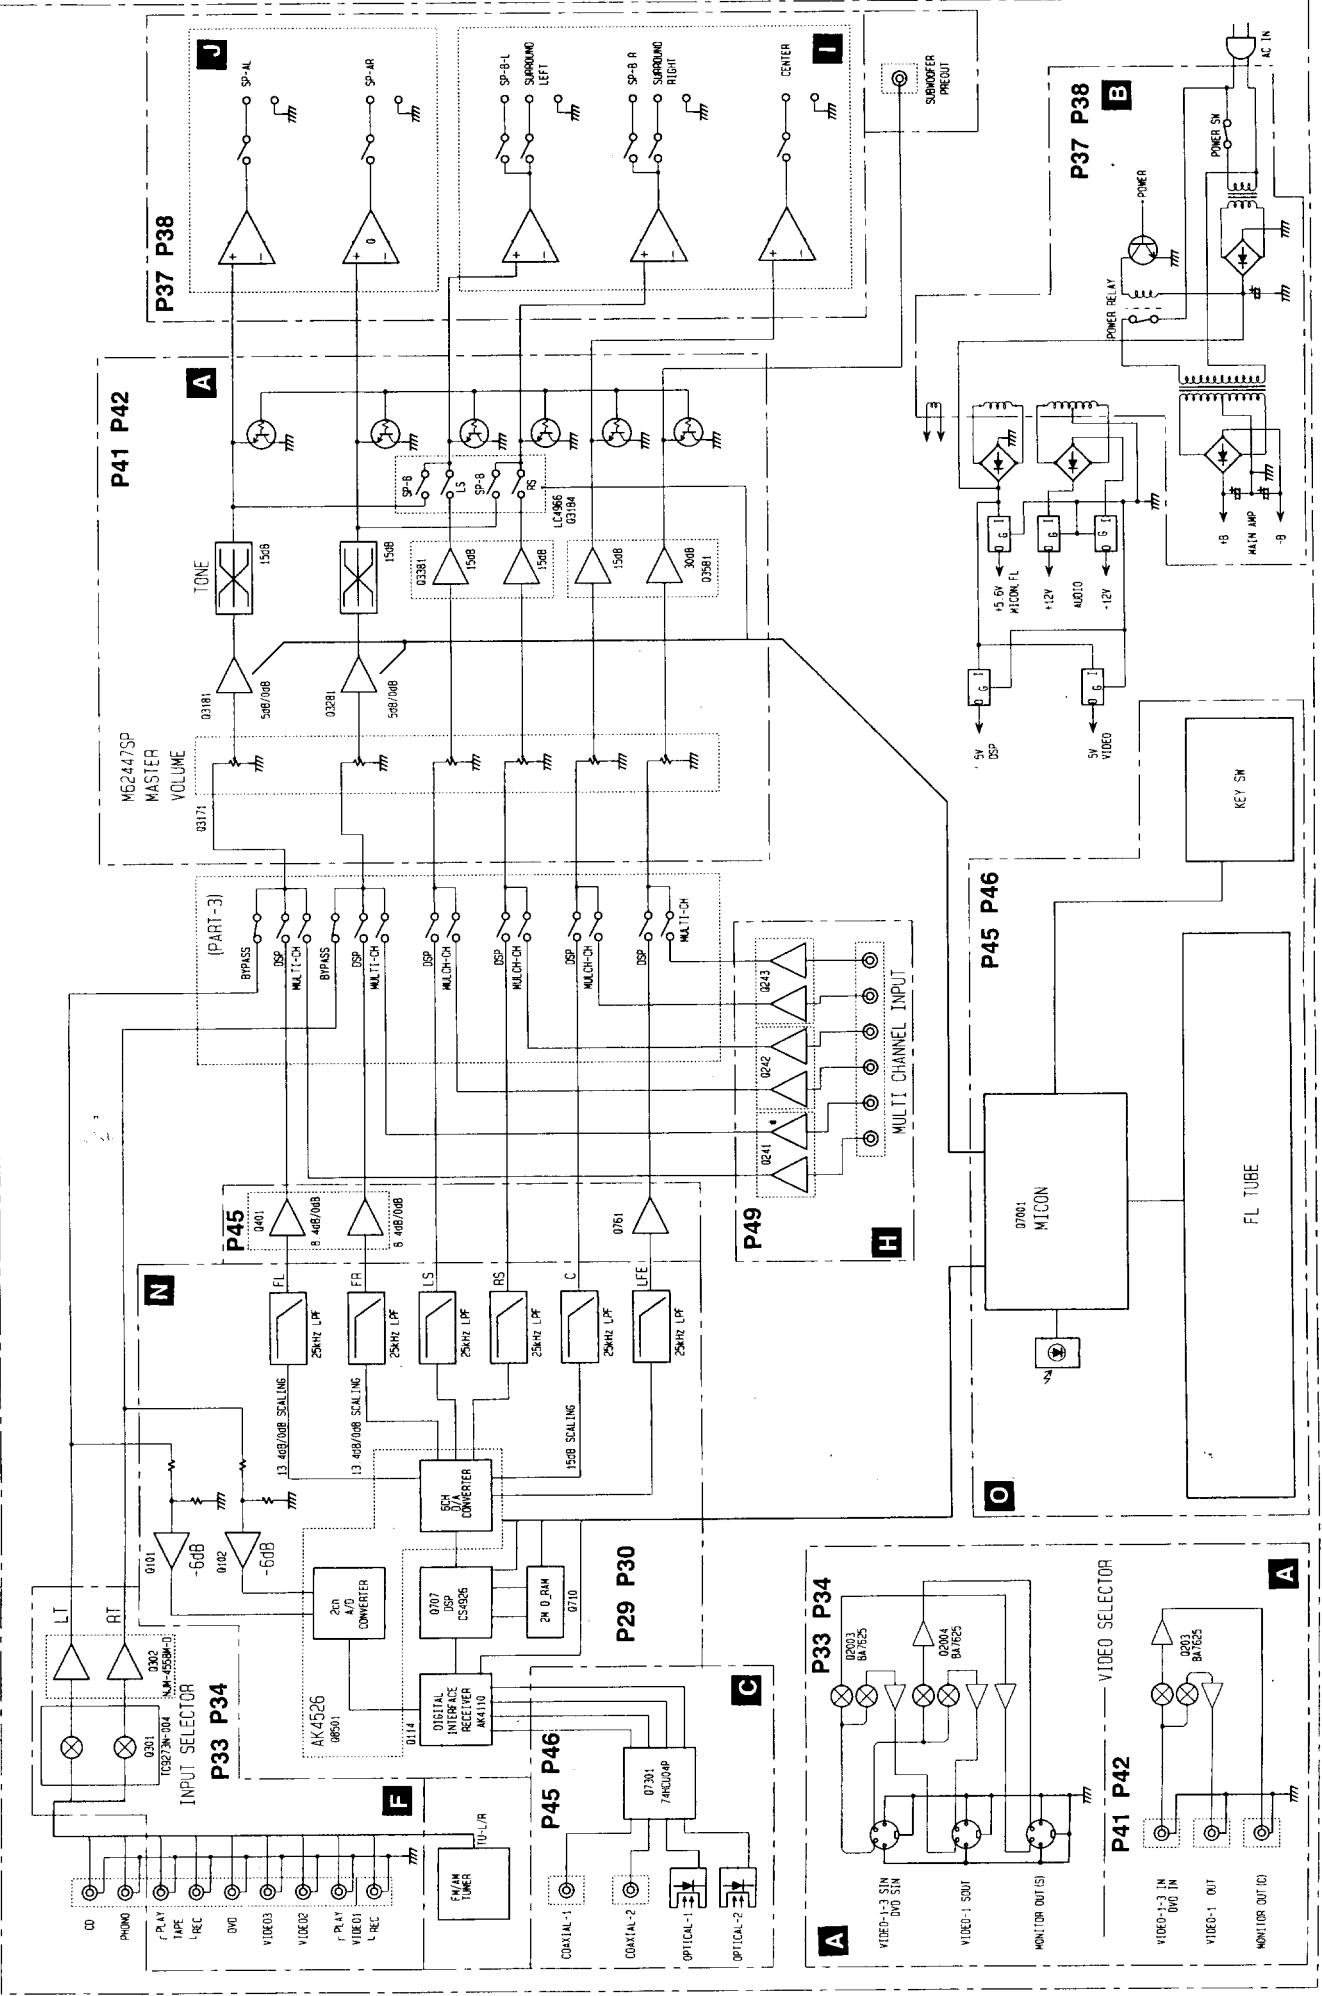 J
SP-AL
SP-AR
I
SP-B-L
SURROUND
LEFT
SP-B R
SURROUND
RIGHT
CENTER
SUBWOOFER
PREOUT
P37 P38
P37 P38
B
AC IN
POWER SW
POWER
POWER RELAY
MAIN AMP
+B
-B
+5.6V
MICON,FL
+12V
AUDIO
-12V
O G I
O G I
O G I
O G I
O G I
5V
DSP
5V
VIDEO
P41 P42
A
TONE
15dB
15dB
SP-B
LS
SP-B
RS
LC4966
Q3184
Q3381
15dB
15dB
15dB
30dB
Q3581
Q3181
5dB/0dB
Q3281
5dB/0dB
M62447SP
MASTER
VOLUME
Q3171
(PART-3)
BYPASS
DSP
MULTI-CH
BYPASS
DSP
MULTI-CH
DSP
MULCH-CH
DSP
MULCH-CH
DSP
MULCH-CH
DSP
MULTI-CH
Q243
Q242
Q241
MULTI CHANNEL INPUT
P49
H
P45
Q401
8.4dB/0dB
8.4dB/0dB
Q761
N
FL
FR
LS
RS
C
LFE
25kHz LPF
25kHz LPF
25kHz LPF
25kHz LPF
25kHz LPF
25kHz LPF
13.4dB/0dB SCALING
13.4dB/0dB SCALING
15dB SCALING
Q101
-6dB
Q102
-6dB
6CH
D/A
CONVERTER
2CH
A/D
CONVERTER
Q707
DSP
CS4926
2M D_RAM
Q710
AK4526
Q8501
Q114
DIGITAL
INTERFACE
RECEIVER
AK4110
P29 P30
LT
RT
Q302
NJM-4558M-D
Q301
TC9273N-004
INPUT SELECTOR
P33 P34
F
CD
PHONO
PLAY
TAPE
REC
DVD
VIDEO3
VIDEO2
PLAY
VIDEO1
REC
TU-L/R
FM/AM
TUNER
P45 P46
C
Q7301
74HCU04P
COAXIAL-1
COAXIAL-2
OPTICAL-1
OPTICAL-2
P45 P46
KEY SW
Q7001
MICON
FL TUBE
O
P33 P34
Q2003
BA7625
Q2004
BA7625
A
VIDEO-1-3 SIN
DVD SIN
VIDEO-1 SOUT
MONITOR OUT(S)
VIDEO SELECTOR
A
Q203
BA7625
P41 P42
VIDEO-1-3 IN
DVD IN
VIDEO-1 OUT
MONITOR OUT(C)